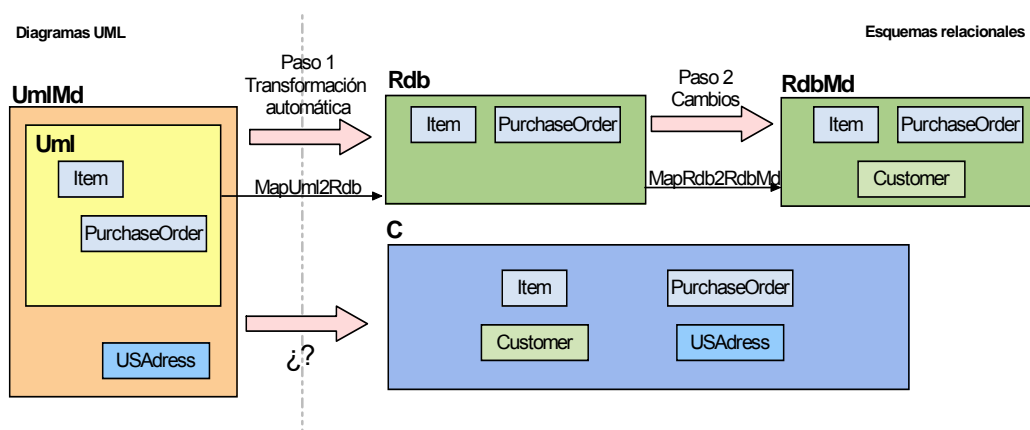 Diagramas UML
Esquemas relacionales
Paso 1
Transformación
automática
Paso 2
Cambios
UmlMd
Rdb
RdbMd
Uml
Item
PurchaseOrder
Item
PurchaseOrder
Item
PurchaseOrder
Customer
MapUml2Rdb
MapRdb2RdbMd
C
Item
PurchaseOrder
Customer
USAdress
USAdress
¿?